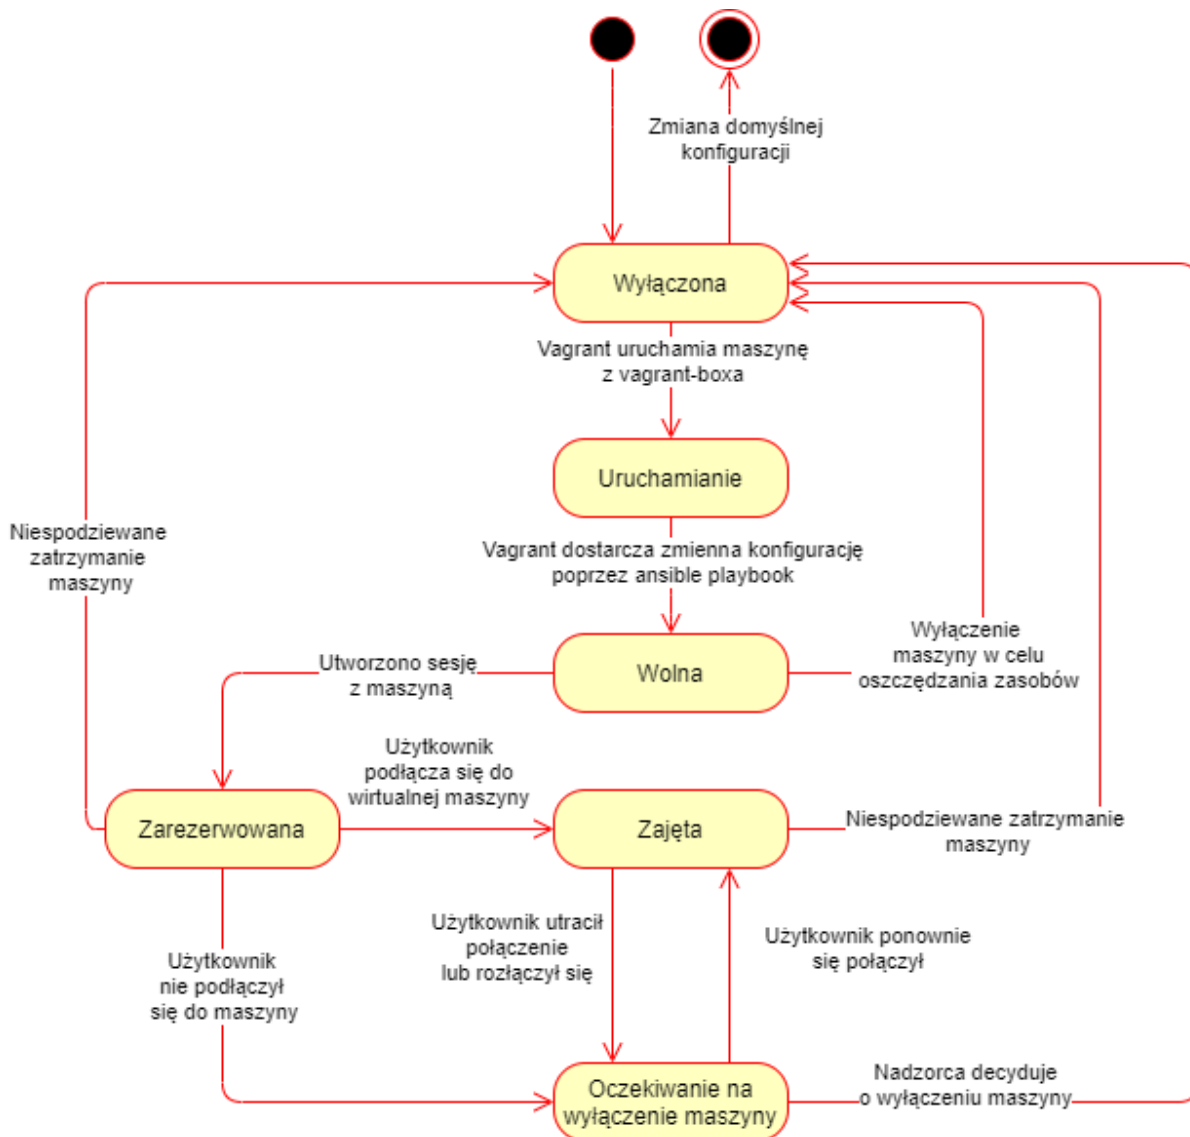 Zmiana domyślnej
konfiguracji
Wyłączona
Vagrant uruchamia maszynę
z vagrant-boxa
Uruchamianie
Niespodziewane
zatrzymanie
maszyny
Vagrant dostarcza zmienna konfigurację
poprzez ansible playbook
Wyłączenie
maszyny w celu
oszczędzania zasobów
Utworzono sesję
z maszyną
Wolna
Użytkownik
podłącza się do
wirtualnej maszyny
Zarezerwowana
Zajęta
Niespodziewane zatrzymanie
maszyny
Użytkownik utracił
połączenie
lub rozłączył się
Użytkownik ponownie
się połączył
Użytkownik
nie podłączył
się do maszyny
Oczekiwanie na
wyłączenie maszyny
Nadzorca decyduje
o wyłączeniu maszyny